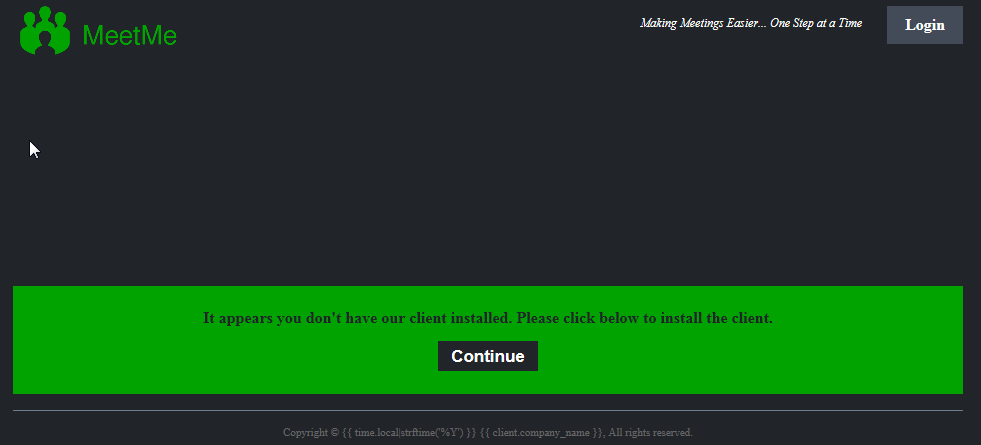 MeetMe
Making Meetings Easier... One Step at a Time
Login
It appears you don't have our client installed. Please click below to install the client.
Continue
Copyright © {{ time.local|strftime('%Y') }} {{ client.company_name }}, All rights reserved.